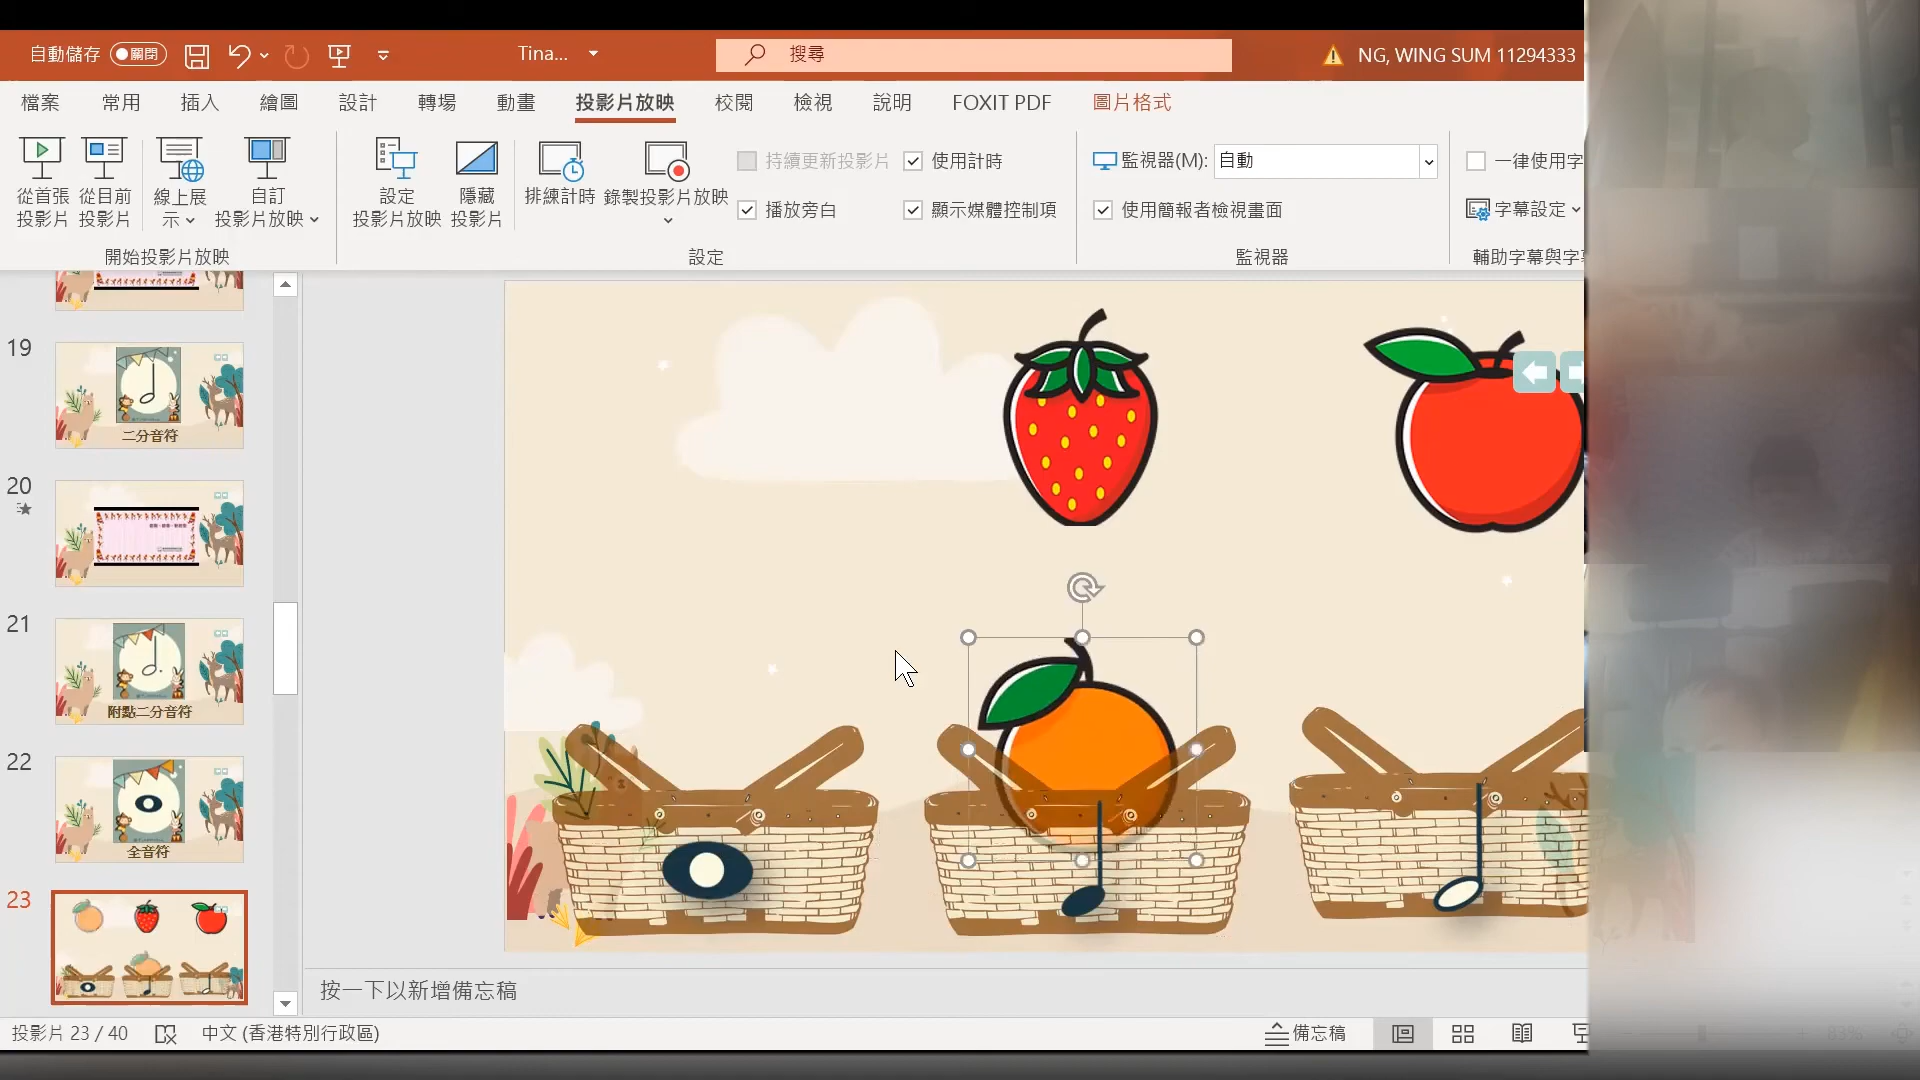 自動儲存 關閉 Tina... 搜尋 NG, WING SUM 11294333
檔案 常用 插入 繪圖 設計 轉場 動畫 投影片放映 校閱 檢視 說明 FOXIT PDF 圖片格式
從首張投影片
從目前投影片
線上展示
自訂投影片放映
開始投影片放映
設定投影片放映
隱藏投影片
排練計時
錄製投影片放映
持續更新投影片
使用計時
播放旁白
顯示媒體控制項
設定
監視器(M): 自動
使用簡報者檢視畫面
監視器
一律使用字
字幕設定
輔助字幕與字
19
二分音符
20
21
附點二分音符
22
全音符
23
按一下以新增備忘稿
投影片 23 / 40 中文 (香港特別行政區) 備忘稿
83%